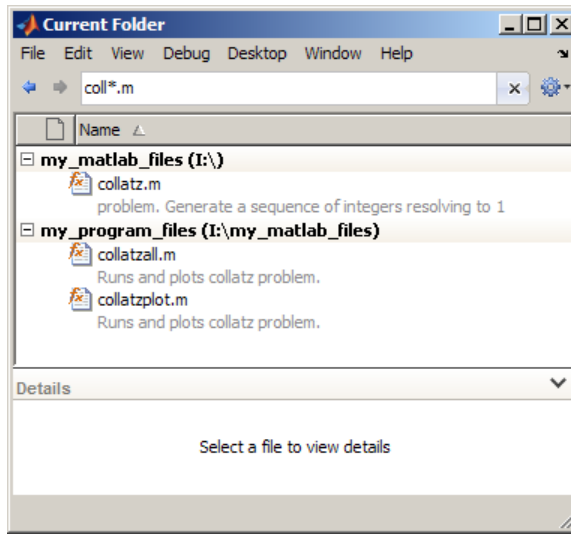 Current Folder
File Edit View Debug Desktop Window Help
coll*.m
Name
my_matlab_files (I:\)
collatz.m
problem. Generate a sequence of integers resolving to 1
my_program_files (I:\my_matlab_files)
collatzall.m
Runs and plots collatz problem.
collatzplot.m
Runs and plots collatz problem.
Details
Select a file to view details